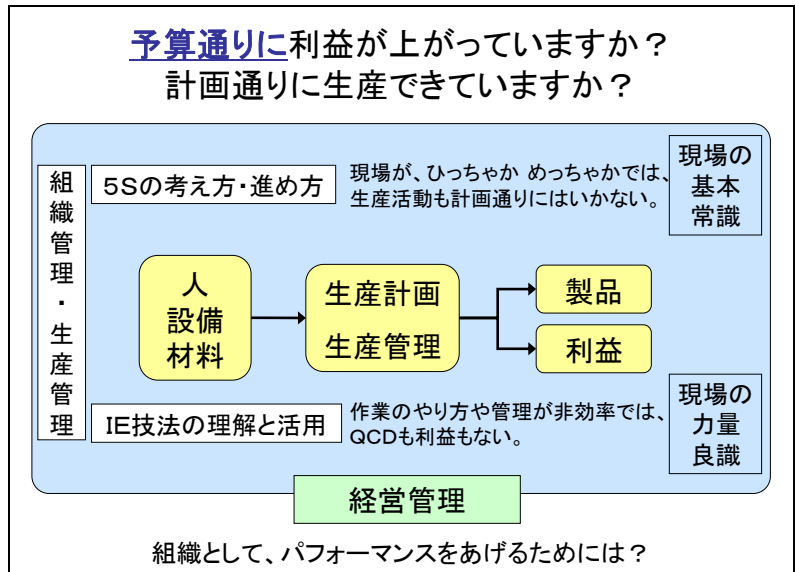 予算通りに利益が上がっていますか？
計画通りに生産できていますか？
組織管理・生産管理
５Sの考え方・進め方
現場が、ひっちゃか めっちゃかでは、
生産活動も計画通りにはいかない。
現場の
基本
常識
人
設備
材料
生産計画
生産管理
製品
利益
IE技法の理解と活用
作業のやり方や管理が非効率では、
QCDも利益もない。
現場の
力量
良識
経営管理
組織として、パフォーマンスをあげるためには？